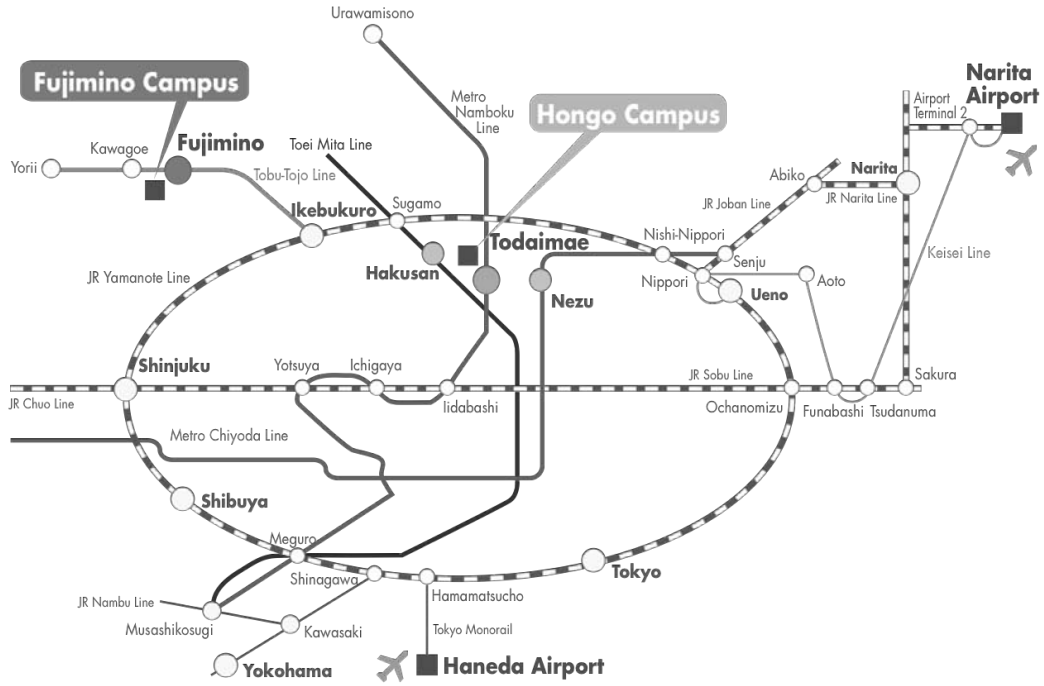 Urawamisono
Narita
Airport
Fujimino Campus
Metro
Namboku
Line
Hongo Campus
Airport
Terminal 2
Toei Mita Line
Fujimino
Kawagoe
Yorii
Tobu-Tojo Line
Abiko
Narita
JR Narita Line
JR Joban Line
Ikebukuro
Sugamo
Todaimae
Nishi-Nippori
Hakusan
Senju
Keisei Line
JR Yamanote Line
Nippori
Aoto
Nezu
Ueno
Shinjuku
Yotsuya
Ichigaya
JR Sobu Line
Sakura
JR Chuo Line
Iidabashi
Ochanomizu
Funabashi
Tsudanuma
Metro Chiyoda Line
Shibuya
Meguro
Shinagawa
Tokyo
Hamamatsucho
JR Nambu Line
Musashikosugi
Kawasaki
Tokyo Monorail
Yokohama
Haneda Airport